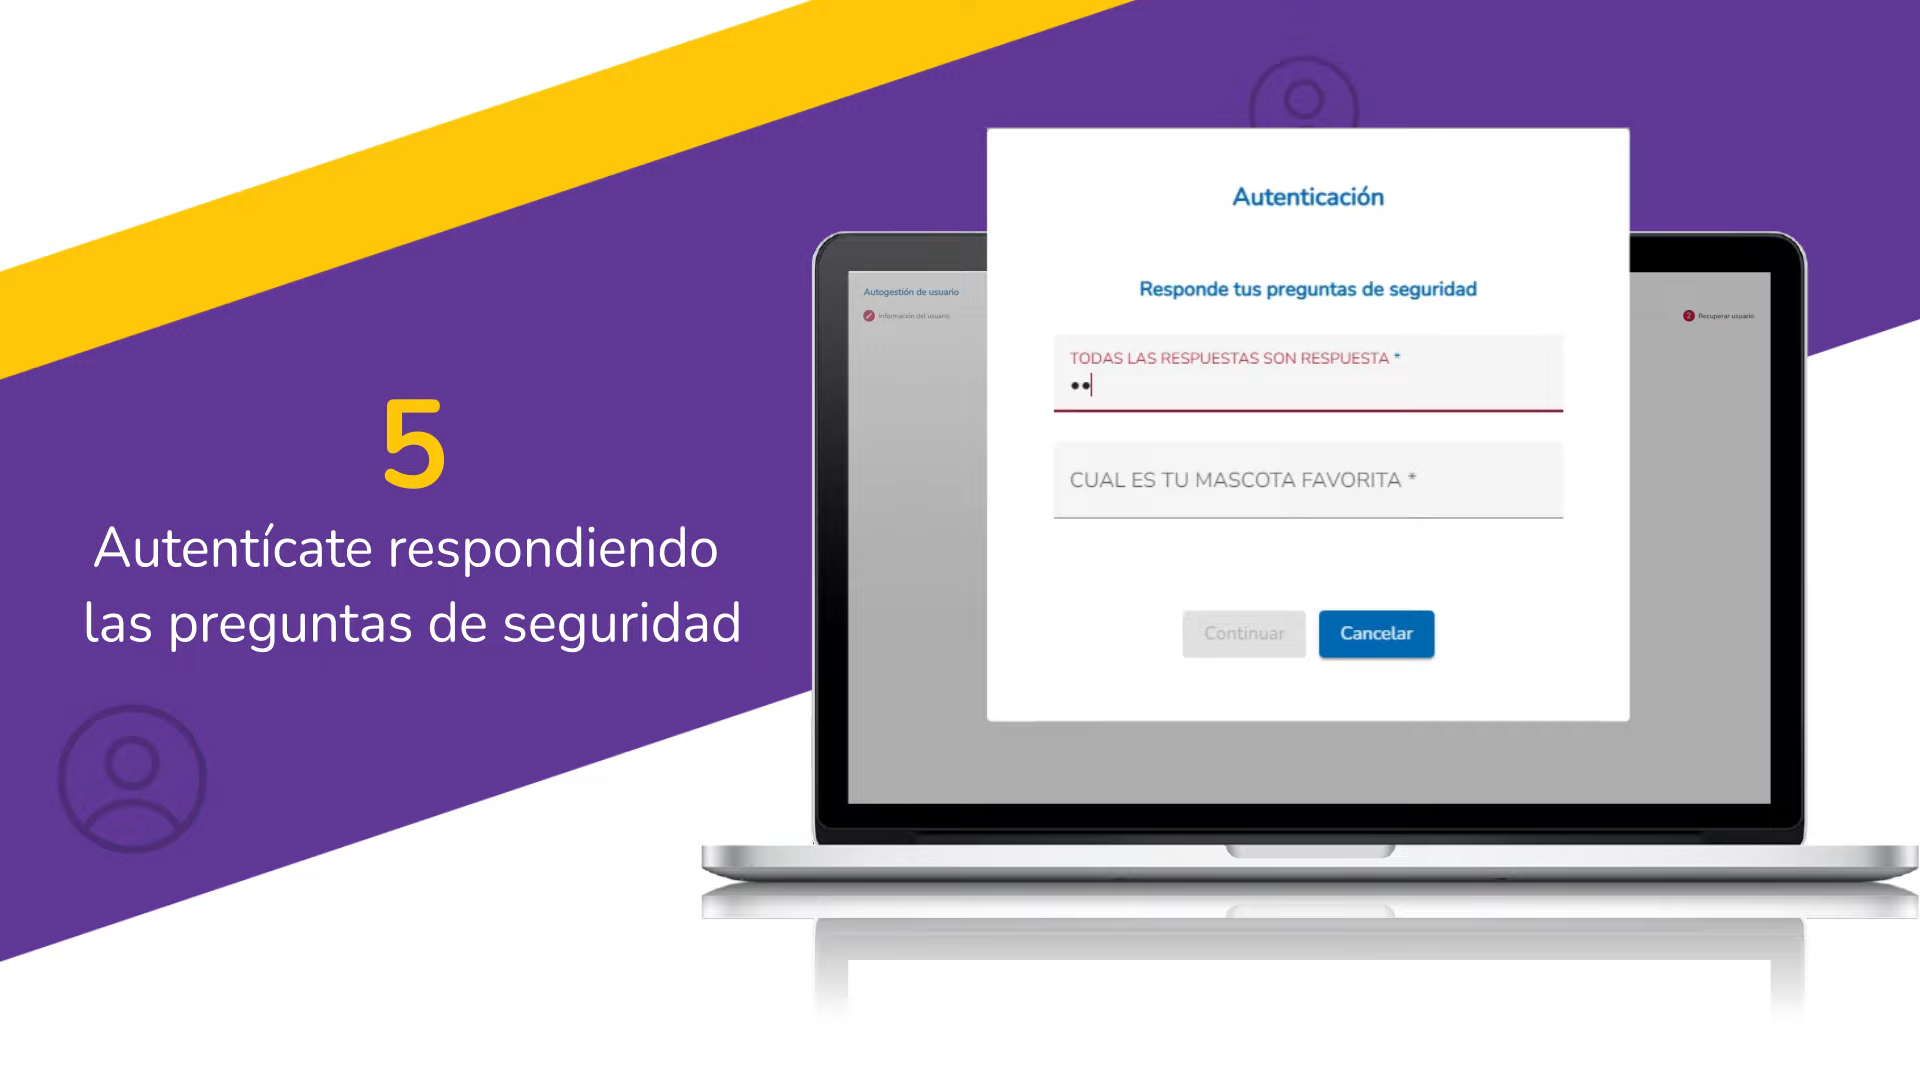 5
Autentícate respondiendo
las preguntas de seguridad
Autogestión de usuario
Información del usuario
2 Recuperar usuario
Autenticación
Responde tus preguntas de seguridad
TODAS LAS RESPUESTAS SON RESPUESTA *
CUAL ES TU MASCOTA FAVORITA *
Continuar
Cancelar